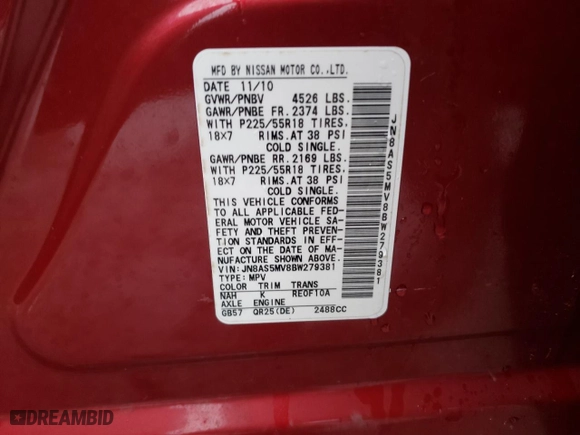 MFD BY NISSAN MOTOR CO.,LTD.
DATE 11/10
GVWR/PNBV 4526 LBS.
GAWR/PNBE FR. 2374 LBS.
WITH P225/55R18 TIRES.
18X7 RIMS.AT 38 PSI
COLD SINGLE.
GAWR/PNBE RR. 2169 LBS.
WITH P225/55R18 TIRES.
18X7 RIMS.AT 38 PSI
COLD SINGLE.
THIS VEHICLE CONFORMS
TO ALL APPLICABLE FED-
ERAL MOTOR VEHICLE SA-
FETY AND THEFT PREVEN-
TION STANDARDS IN EFF-
ECT ON THE DATE OF MA-
NUFACTURE SHOWN ABOVE.
VIN: JN8AS5MV8BW279381
TYPE: MPV
COLOR TRIM TRANS
NAH K RE0F10A
AXLE ENGINE
GB57 QR25(DE) 2488CC
JN8AS5MV8BW279381
DREAMBID